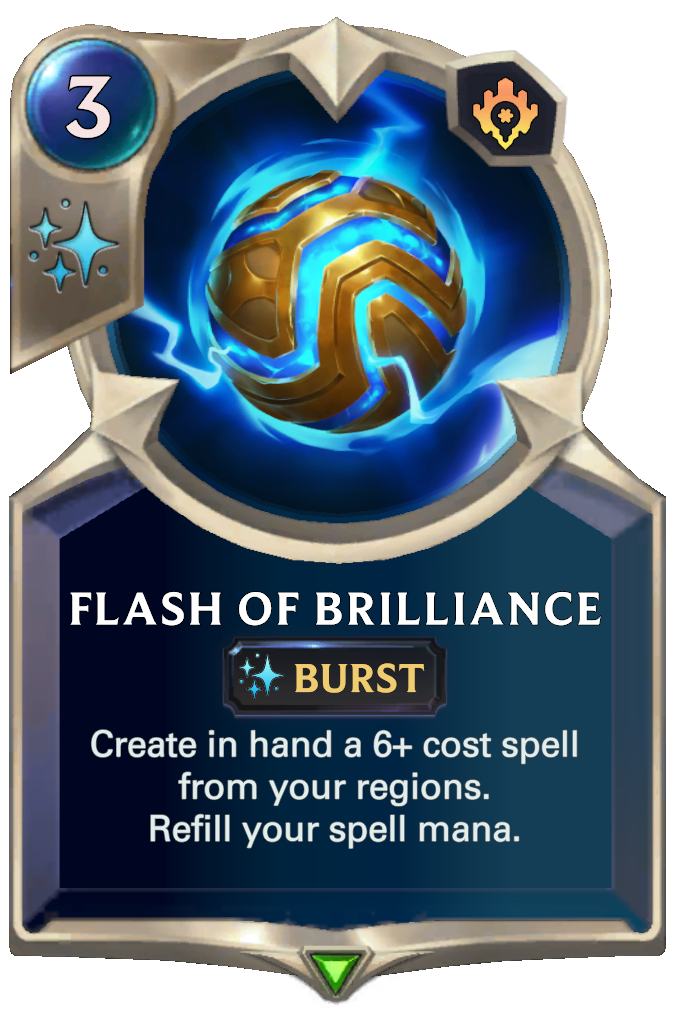 3
FLASH OF BRILLIANCE
BURST
Create in hand a 6+ cost spell
from your regions.
Refill your spell mana.